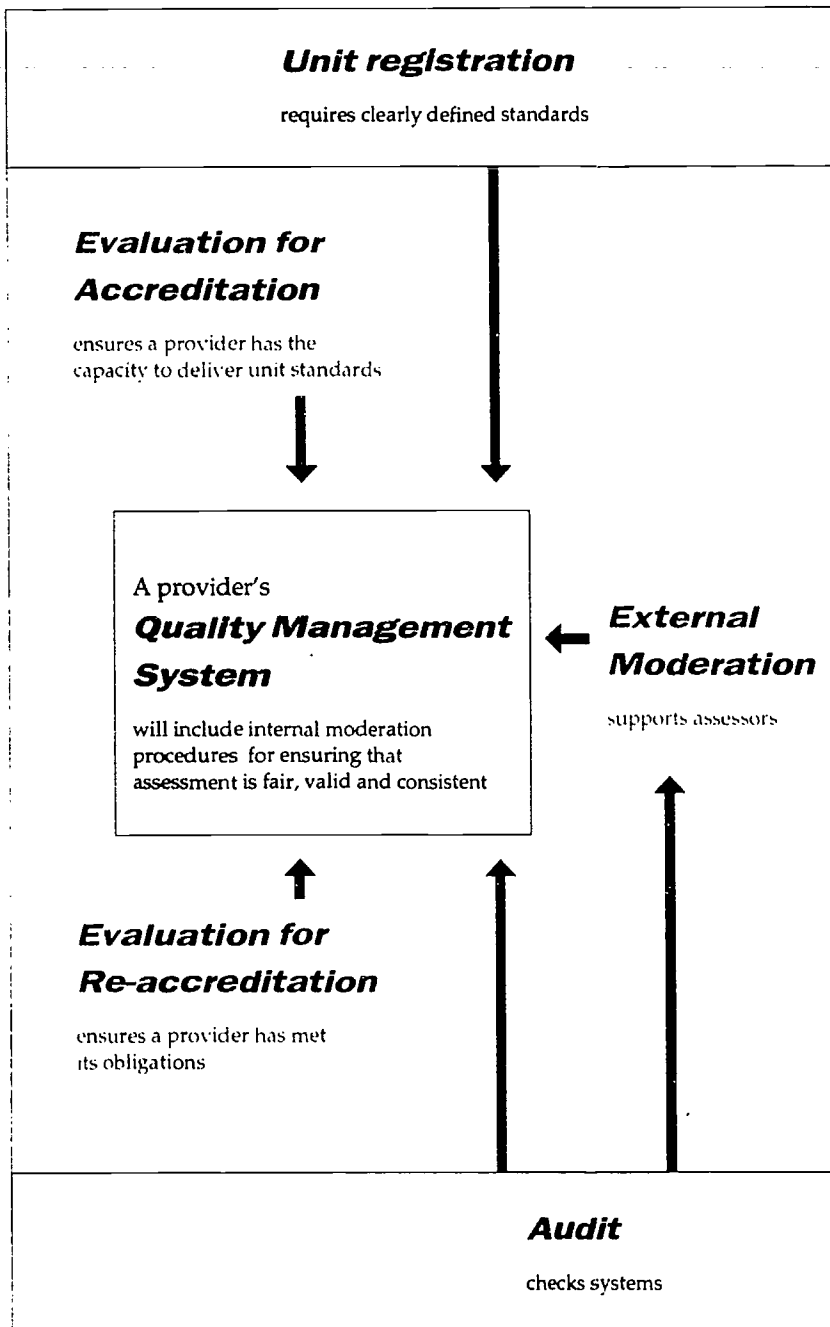 Unit registration
requires clearly defined standards
Evaluation for
Accreditation
ensures a provider has the
capacity to deliver unit standards
A provider's
Quality Management
System
will include internal moderation
procedures for ensuring that
assessment is fair, valid and consistent
External
Moderation
supports assessors
Evaluation for
Re-accreditation
ensures a provider has met
its obligations
Audit
checks systems